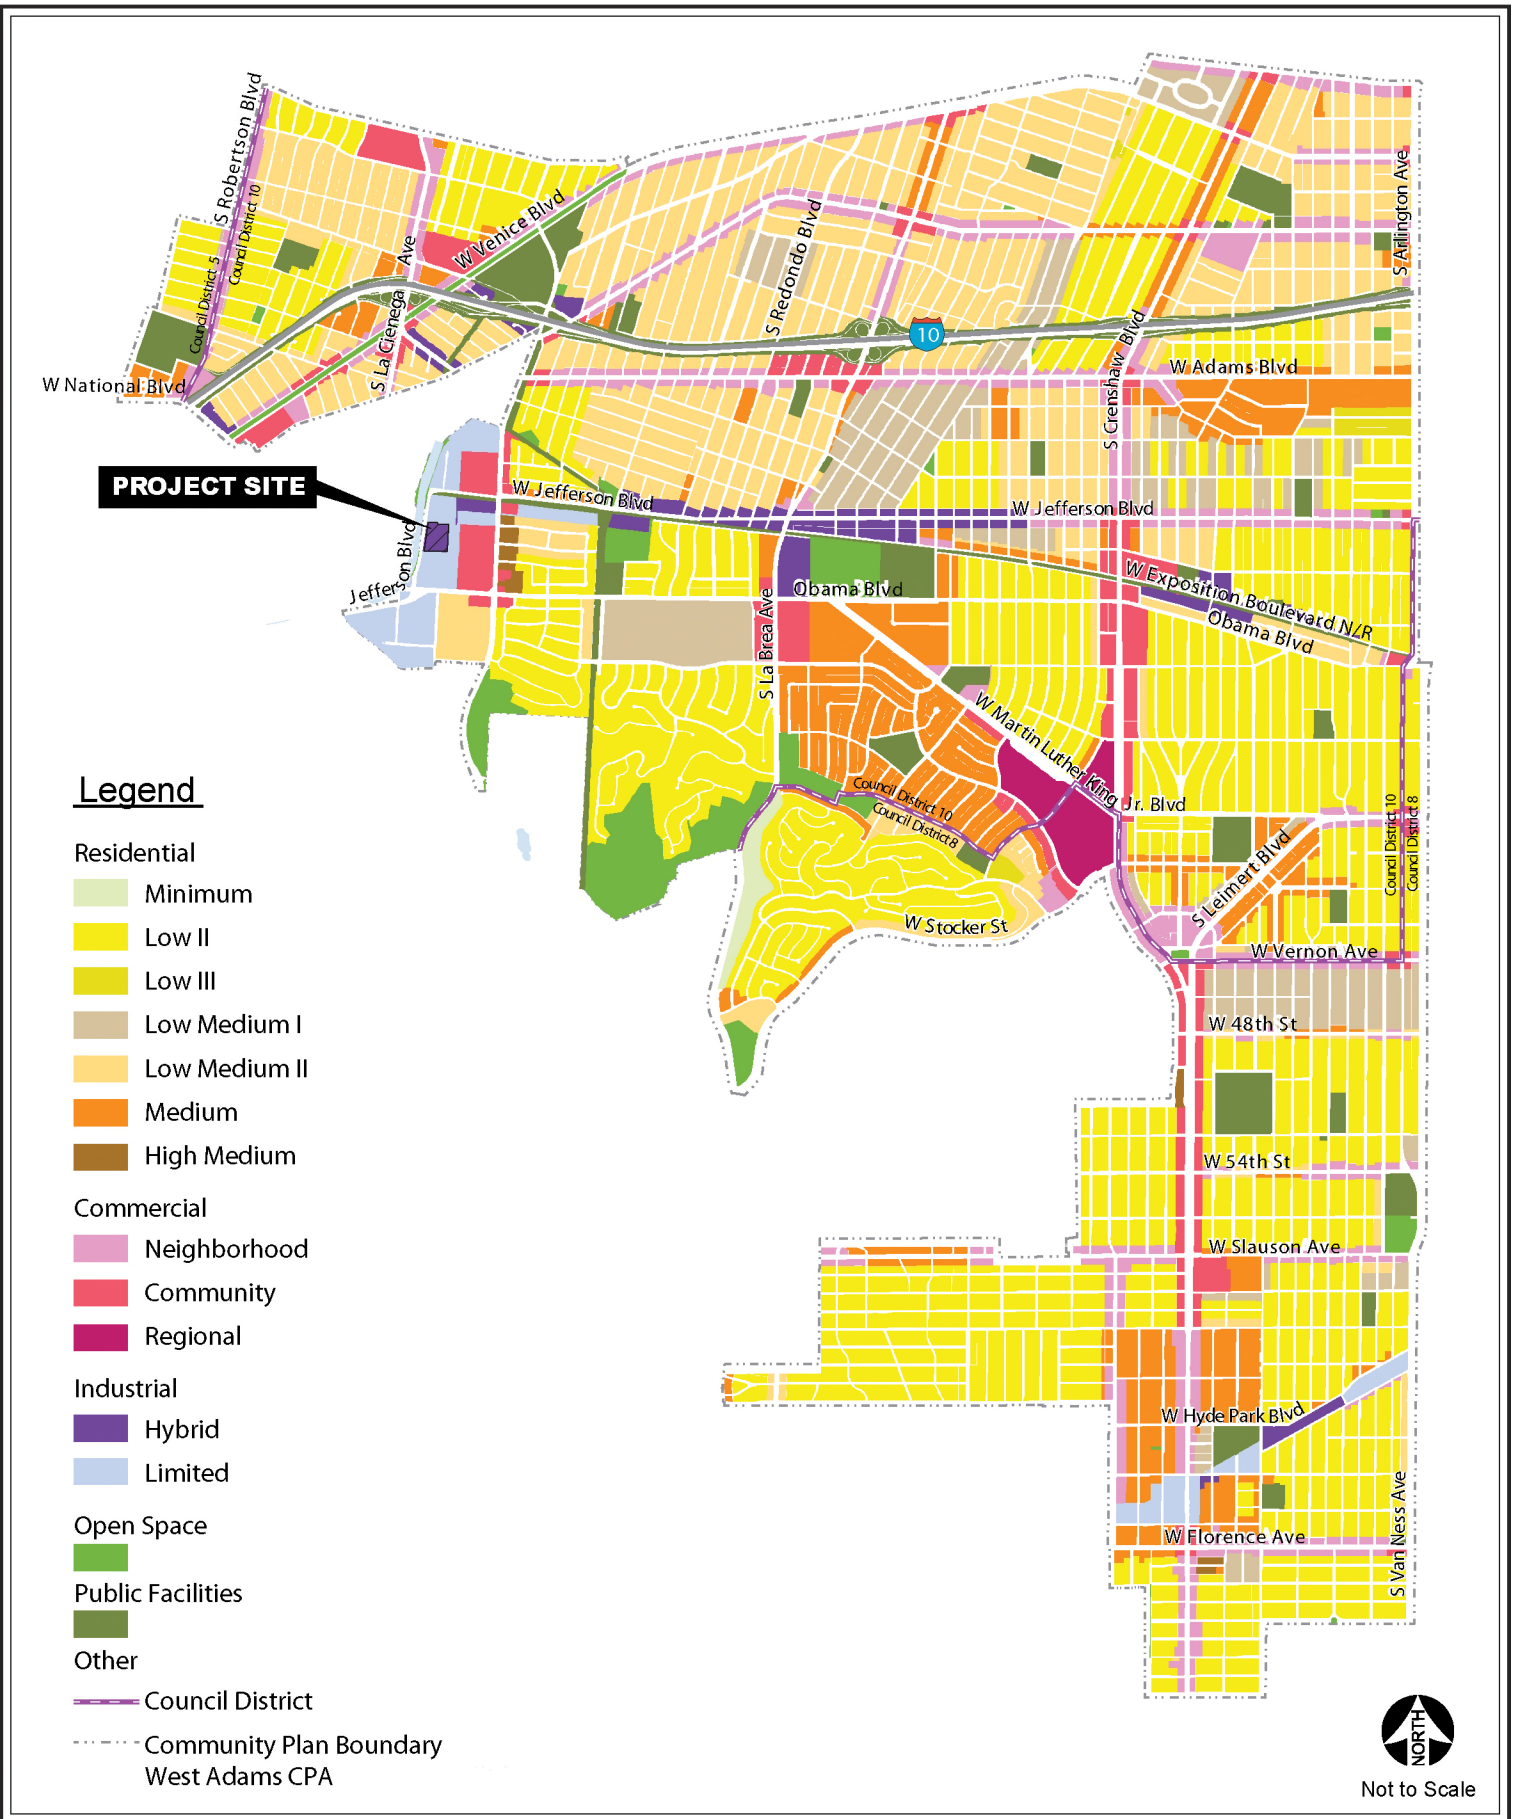 S Robertson Blvd
Council District 10
Council District 5
W Venice Blvd
S La Cienega Ave
S Redondo Blvd
S Arlington Ave
10
W National Blvd
W Adams Blvd
S Crenshaw Blvd
PROJECT SITE
W Jefferson Blvd
W Jefferson Blvd
Jefferson Blvd
Obama Blvd
W Exposition Boulevard N/R
Obama Blvd
S La Brea Ave
W Martin Luther King Jr. Blvd
Council District 10
Council District 8
Council District 10
Council District 8
S Leimert Blvd
W Stocker St
W Vernon Ave
W 48th St
W 54th St
W Slauson Ave
W Hyde Park Blvd
W Florence Ave
S Van Ness Ave
Legend
Residential
Minimum
Low II
Low III
Low Medium I
Low Medium II
Medium
High Medium
Commercial
Neighborhood
Community
Regional
Industrial
Hybrid
Limited
Open Space
Public Facilities
Other
Council District
Community Plan Boundary
West Adams CPA
NORTH
Not to Scale